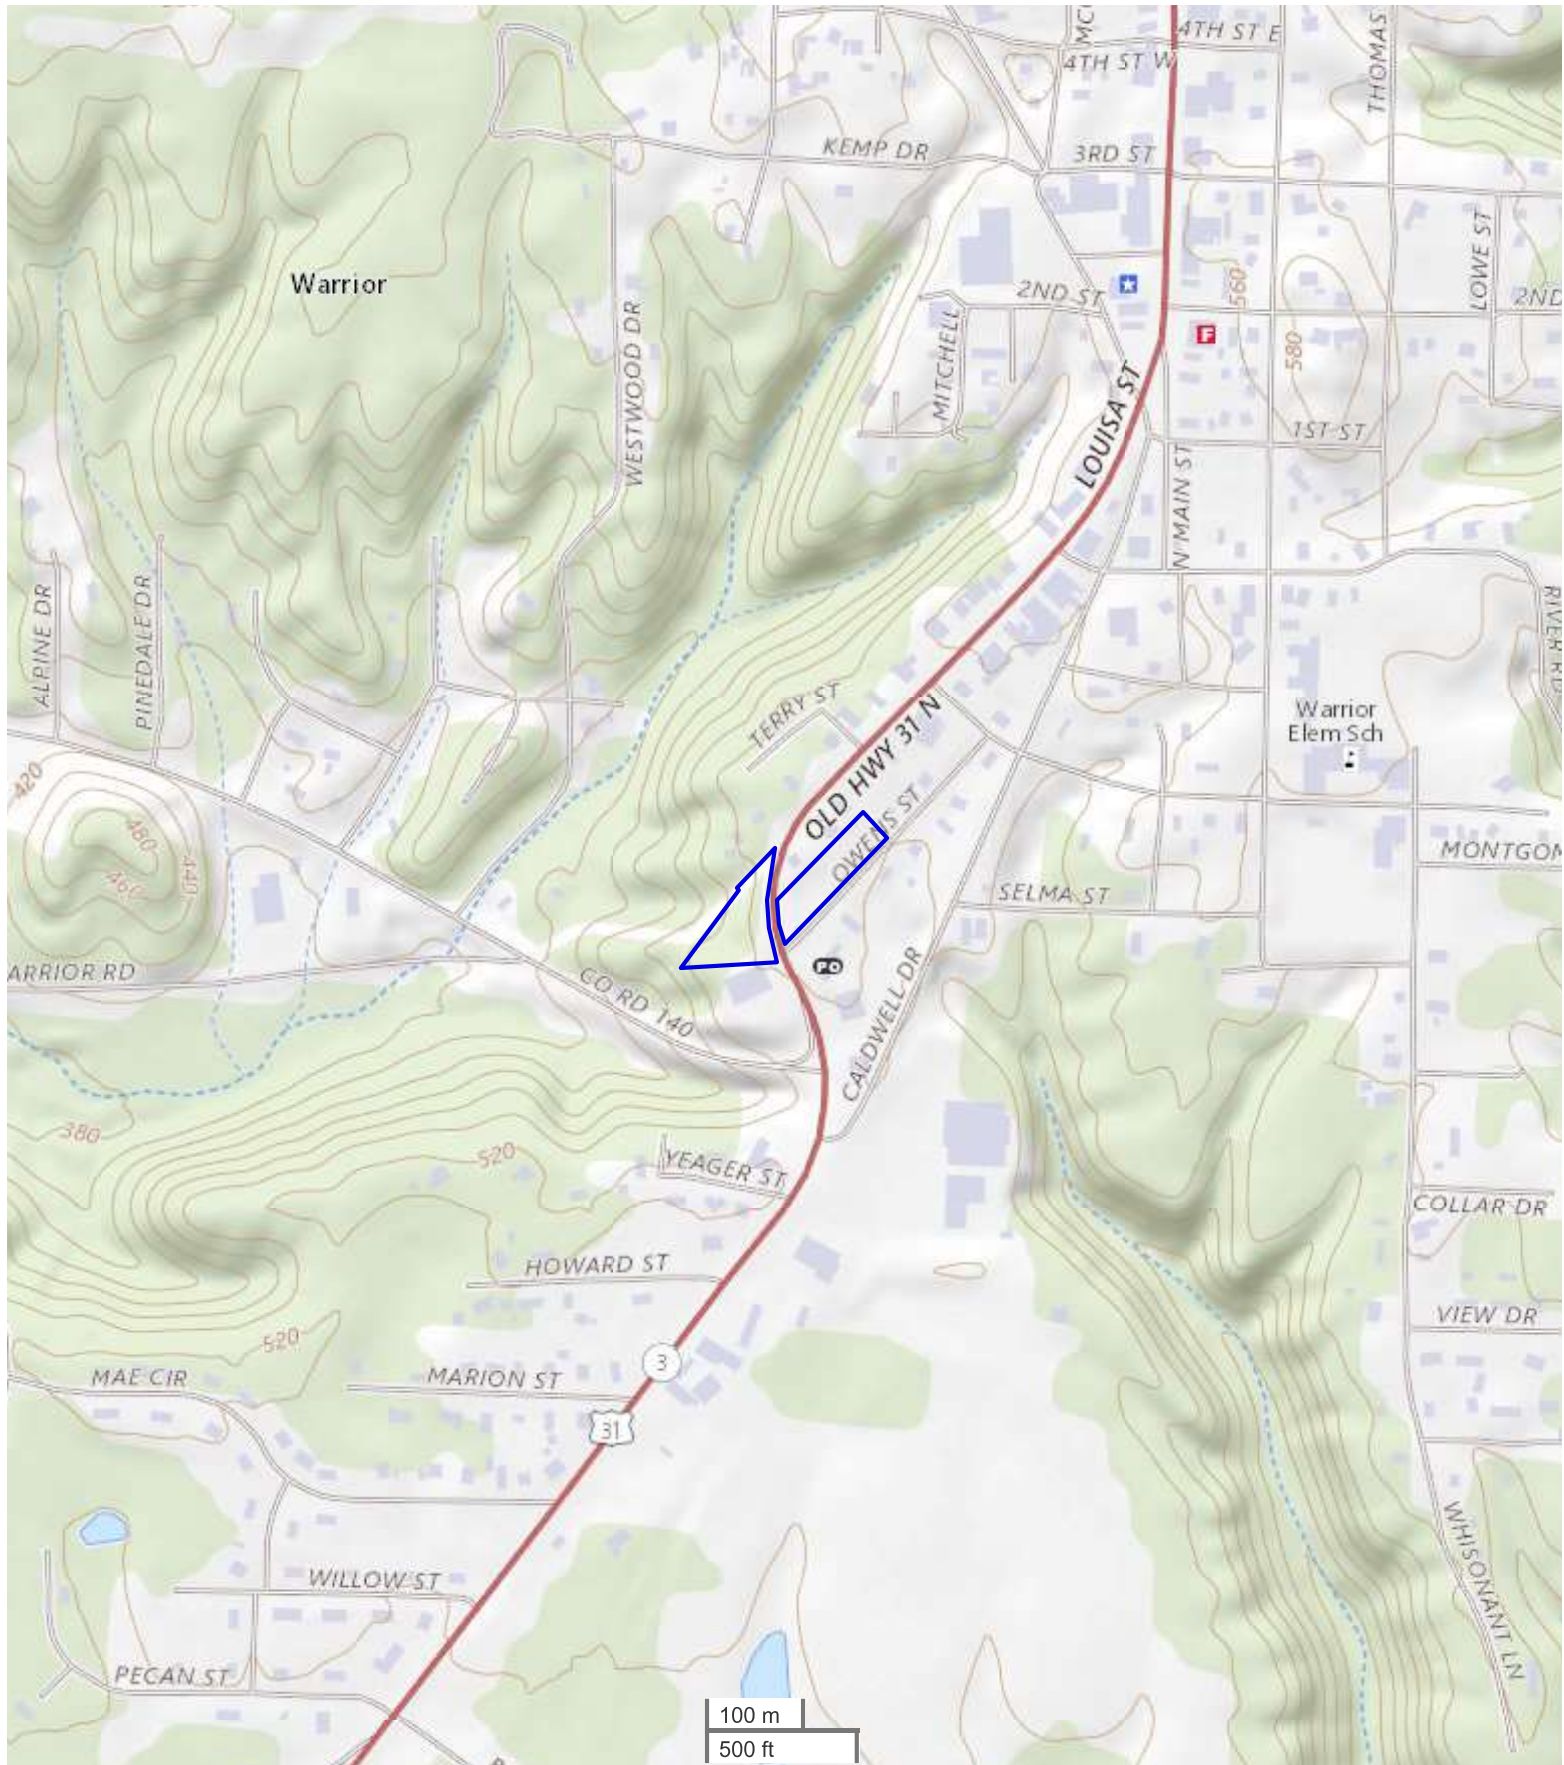 4TH ST E
4TH ST W
THOMAS
KEMP DR
3RD ST
Warrior
WESTWOOD DR
2ND ST
MITCHELL
560
580
LOWE ST
2ND
LOUISA ST
1ST ST
N MAIN ST
ALPINE DR
PINEDALE DR
RIVER RD
TERRY ST
OLD HWY 31 N
Warrior
Elem Sch
420
480
460
440
OWENS ST
MONTGOM
SELMA ST
ARRIOR RD
CO RD 140
PO
CALDWELL DR
380
520
YEAGER ST
COLLAR DR
HOWARD ST
520
VIEW DR
3
MAE CIR
MARION ST
31
WHISONANT LN
WILLOW ST
PECAN ST
100 m
500 ft
F